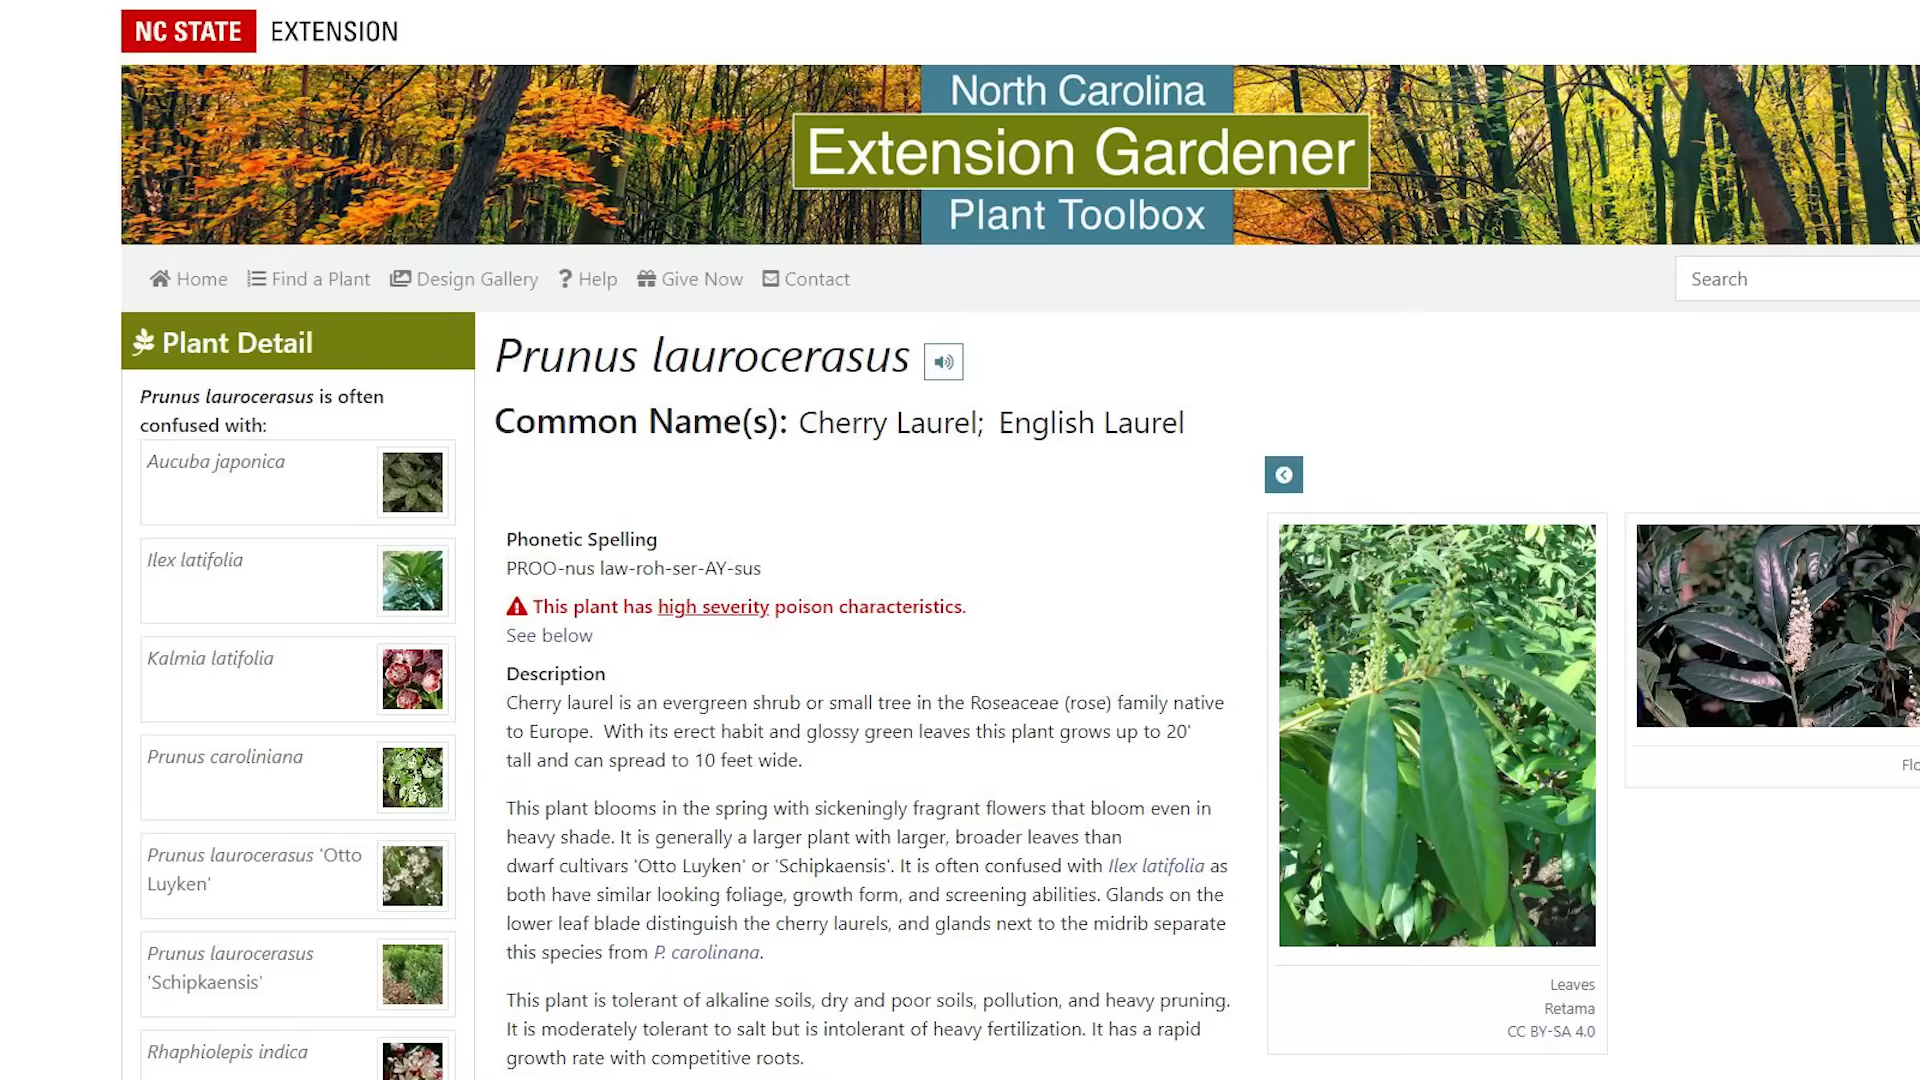 NC STATE EXTENSION
North Carolina
Extension Gardener
Plant Toolbox
Home Find a Plant Design Gallery Help Give Now Contact
Search
Plant Detail
Prunus laurocerasus is often
confused with:
Aucuba japonica
Ilex latifolia
Kalmia latifolia
Prunus caroliniana
Prunus laurocerasus 'Otto
Luyken'
Prunus laurocerasus
'Schipkaensis'
Rhaphiolepis indica
Prunus laurocerasus
Common Name(s): Cherry Laurel; English Laurel
Phonetic Spelling
PROO-nus law-roh-ser-AY-sus
This plant has high severity poison characteristics.
See below
Description
Cherry laurel is an evergreen shrub or small tree in the Roseaceae (rose) family native
to Europe. With its erect habit and glossy green leaves this plant grows up to 20'
tall and can spread to 10 feet wide.
This plant blooms in the spring with sickeningly fragrant flowers that bloom even in
heavy shade. It is generally a larger plant with larger, broader leaves than
dwarf cultivars 'Otto Luyken' or 'Schipkaensis'. It is often confused with Ilex latifolia as
both have similar looking foliage, growth form, and screening abilities. Glands on the
lower leaf blade distinguish the cherry laurels, and glands next to the midrib separate
this species from P. carolinana.
This plant is tolerant of alkaline soils, dry and poor soils, pollution, and heavy pruning.
It is moderately tolerant to salt but is intolerant of heavy fertilization. It has a rapid
growth rate with competitive roots.
Leaves
Retama
CC BY-SA 4.0